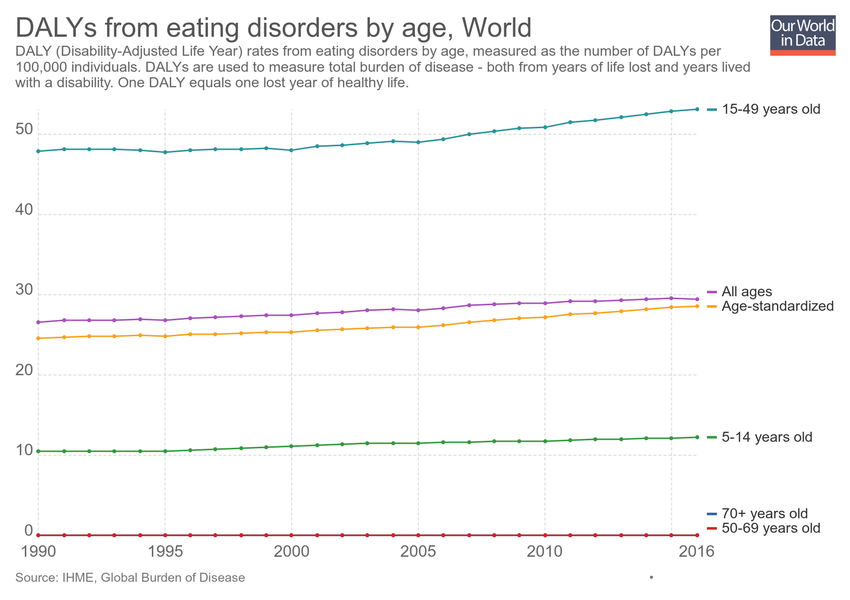 DALYs from eating disorders by age, World
Our World
in Data
DALY (Disability-Adjusted Life Year) rates from eating disorders by age, measured as the number of DALYs per
100,000 individuals. DALYs are used to measure total burden of disease - both from years of life lost and years lived
with a disability. One DALY equals one lost year of healthy life.
15-49 years old
50
40
30
All ages
Age-standardized
20
5-14 years old
10
70+ years old
50-69 years old
0
1990 1995 2000 2005 2010 2016
Source: IHME, Global Burden of Disease